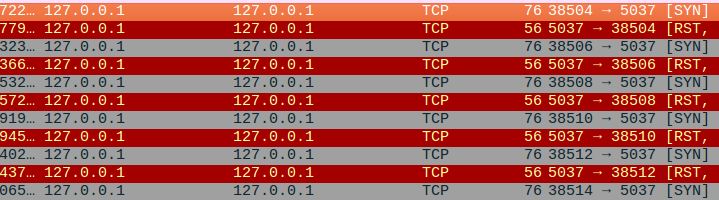 722… 127.0.0.1 127.0.0.1 TCP 76 38504 → 5037 [SYN]
779… 127.0.0.1 127.0.0.1 TCP 56 5037 → 38504 [RST,
323… 127.0.0.1 127.0.0.1 TCP 76 38506 → 5037 [SYN]
366… 127.0.0.1 127.0.0.1 TCP 56 5037 → 38506 [RST,
532… 127.0.0.1 127.0.0.1 TCP 76 38508 → 5037 [SYN]
572… 127.0.0.1 127.0.0.1 TCP 56 5037 → 38508 [RST,
919… 127.0.0.1 127.0.0.1 TCP 76 38510 → 5037 [SYN]
945… 127.0.0.1 127.0.0.1 TCP 56 5037 → 38510 [RST,
402… 127.0.0.1 127.0.0.1 TCP 76 38512 → 5037 [SYN]
437… 127.0.0.1 127.0.0.1 TCP 56 5037 → 38512 [RST,
065… 127.0.0.1 127.0.0.1 TCP 76 38514 → 5037 [SYN]